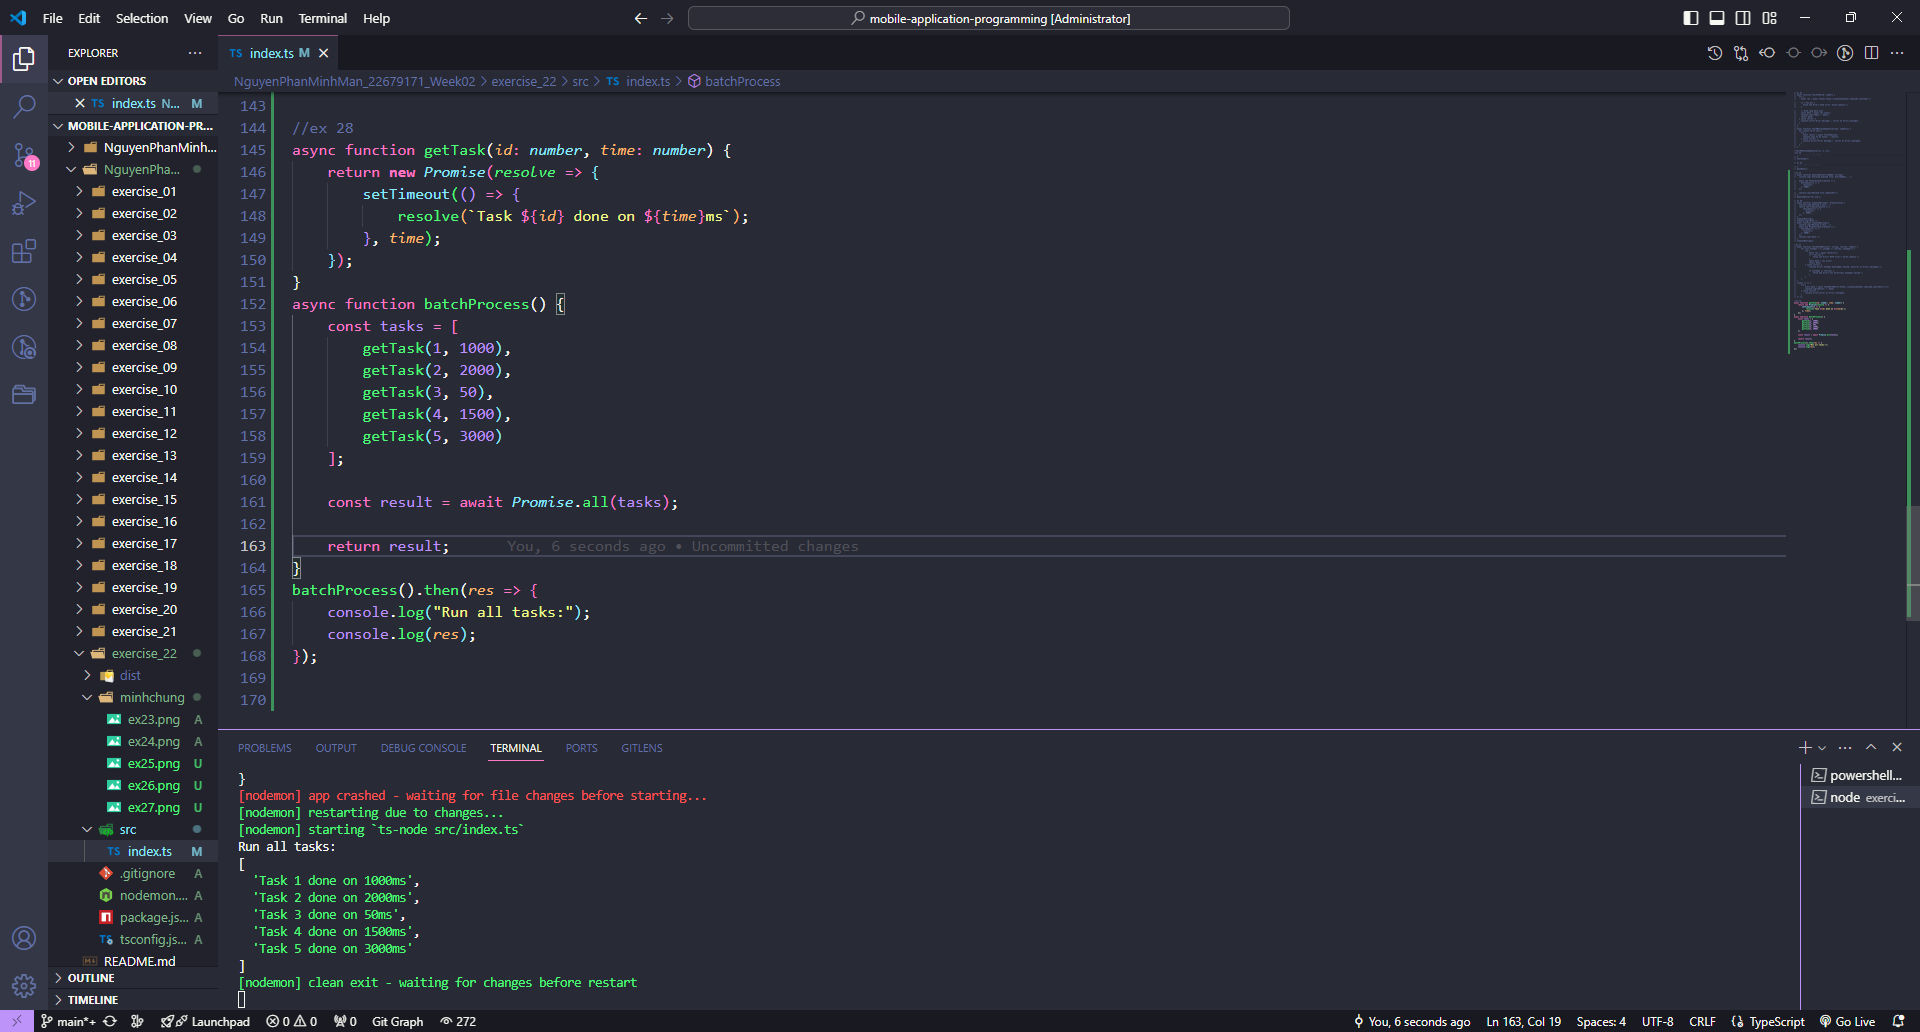 File Edit Selection View Go Run Terminal Help
mobile-application-programming [Administrator]
EXPLORER
OPEN EDITORS
TS index.ts N... M
MOBILE-APPLICATION-PR...
NguyenPhanMinh...
NguyenPha...
exercise_01
exercise_02
exercise_03
exercise_04
exercise_05
exercise_06
exercise_07
exercise_08
exercise_09
exercise_10
exercise_11
exercise_12
exercise_13
exercise_14
exercise_15
exercise_16
exercise_17
exercise_18
exercise_19
exercise_20
exercise_21
exercise_22
dist
minhchung
ex23.png A
ex24.png A
ex25.png U
ex26.png U
ex27.png U
src
TS index.ts M
.gitignore A
nodemon.... A
package.js... A
tsconfig.js... A
README.md
OUTLINE
TIMELINE
11
TS index.ts M
NguyenPhanMinhMan_22679171_Week02 > exercise_22 > src > TS index.ts > batchProcess
143
144 //ex 28
145 async function getTask(id: number, time: number) {
146 return new Promise(resolve => {
147 setTimeout(() => {
148 resolve(`Task ${id} done on ${time}ms`);
149 }, time);
150 });
151 }
152 async function batchProcess() {
153 const tasks = [
154 getTask(1, 1000),
155 getTask(2, 2000),
156 getTask(3, 50),
157 getTask(4, 1500),
158 getTask(5, 3000)
159 ];
160
161 const result = await Promise.all(tasks);
162
163 return result; You, 6 seconds ago • Uncommitted changes
164 }
165 batchProcess().then(res => {
166 console.log("Run all tasks:");
167 console.log(res);
168 });
169
170
PROBLEMS OUTPUT DEBUG CONSOLE TERMINAL PORTS GITLENS
}
[nodemon] app crashed - waiting for file changes before starting...
[nodemon] restarting due to changes...
[nodemon] starting `ts-node src/index.ts`
Run all tasks:
[
'Task 1 done on 1000ms',
'Task 2 done on 2000ms',
'Task 3 done on 50ms',
'Task 4 done on 1500ms',
'Task 5 done on 3000ms'
]
[nodemon] clean exit - waiting for changes before restart
powershell...
node exerci...
main*+ Launchpad 0 0 0 Git Graph 272
You, 6 seconds ago Ln 163, Col 19 Spaces: 4 UTF-8 CRLF {} TypeScript Go Live